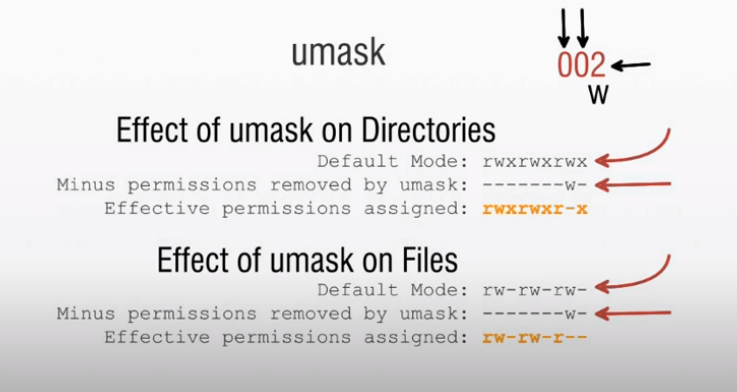 umask
002
W
Effect of umask on Directories
Default Mode: rwxrwxrwx
Minus permissions removed by umask: -------w-
Effective permissions assigned: rwxrwxr-x
Effect of umask on Files
Default Mode: rw-rw-rw-
Minus permissions removed by umask: -------w-
Effective permissions assigned: rw-rw-r--